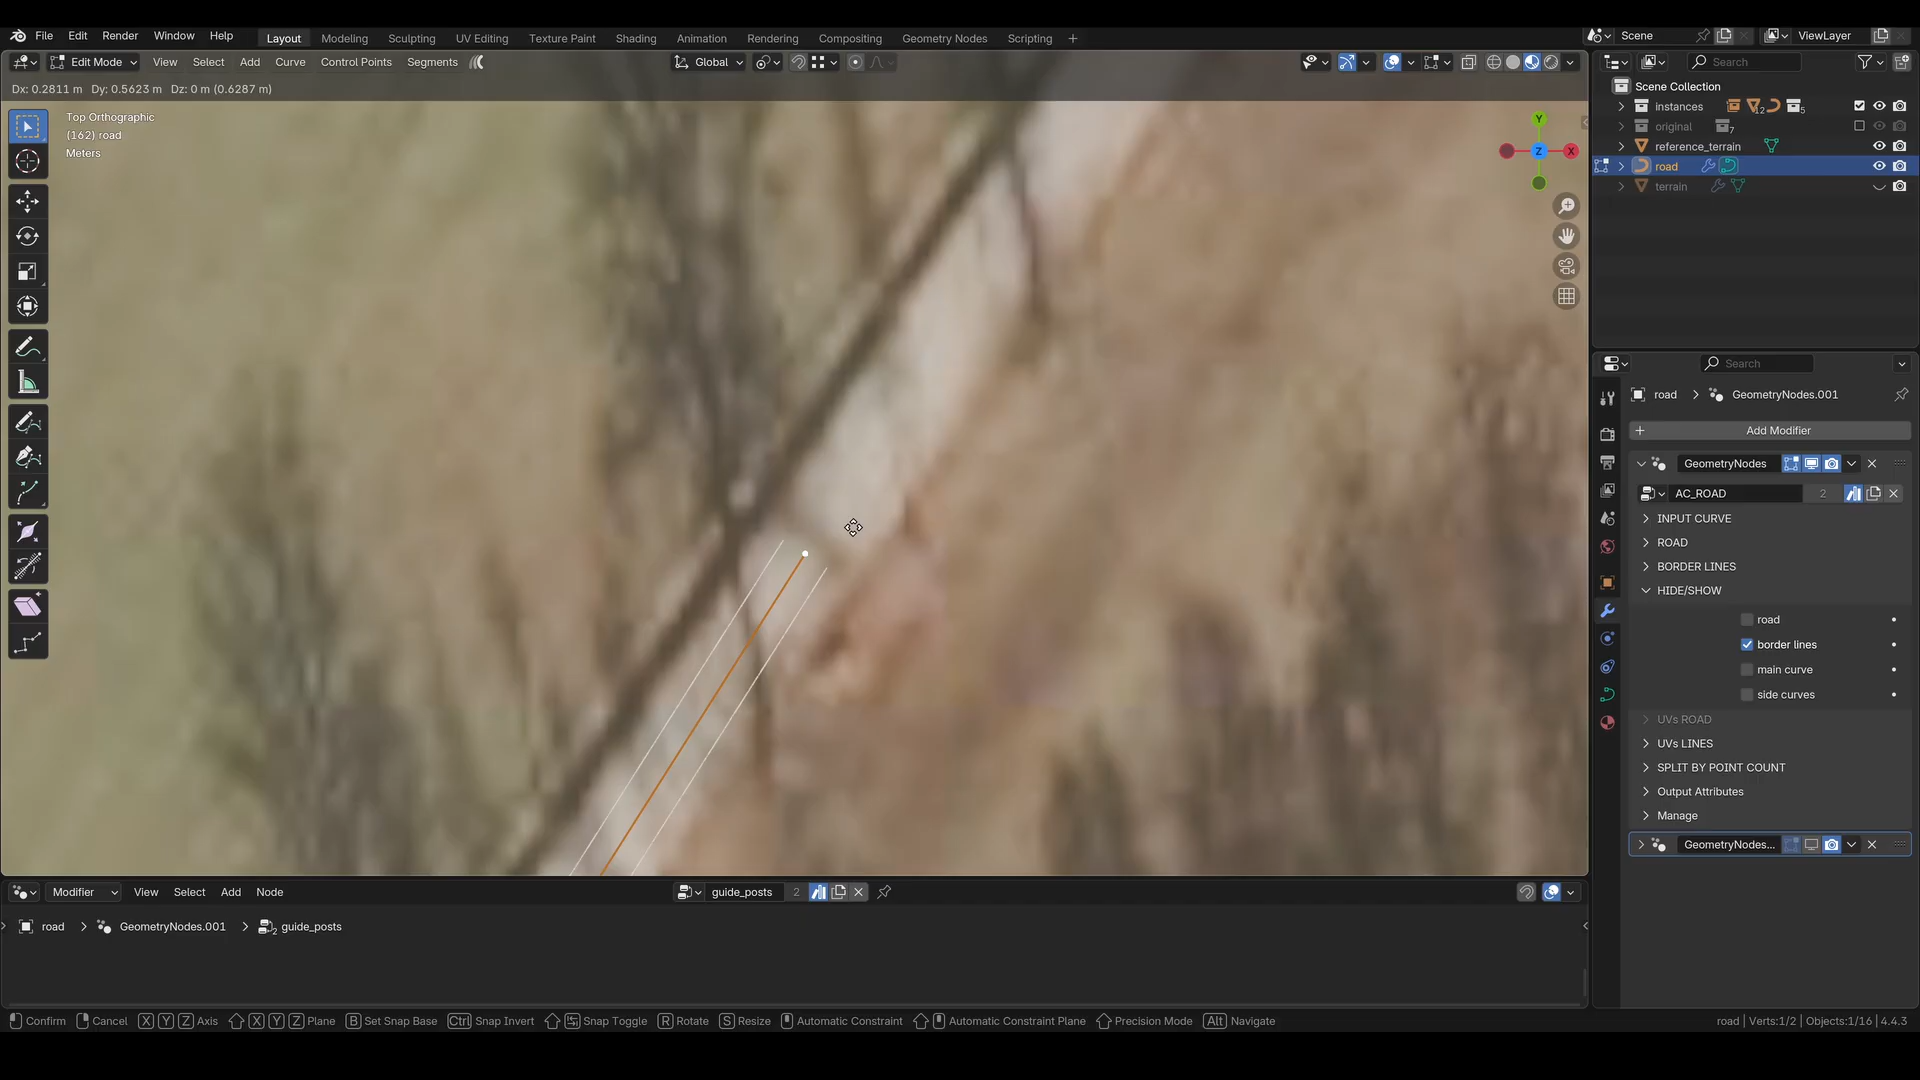 File Edit Render Window Help Layout Modeling Sculpting UV Editing Texture Paint Shading Animation Rendering Compositing Geometry Nodes Scripting + Scene ViewLayer
Edit Mode View Select Add Curve Control Points Segments Global Search
Dx: 0.2811 m Dy: 0.5623 m Dz: 0 m (0.6287 m)
Scene Collection
Top Orthographic
(162) road
Meters
instances 12 5
original 7
reference_terrain
road
terrain
Y
Z
X
Search
road > GeometryNodes.001
+ Add Modifier
GeometryNodes
AC_ROAD 2
INPUT CURVE
ROAD
BORDER LINES
HIDE/SHOW
road
border lines
main curve
side curves
UVs ROAD
UVs LINES
SPLIT BY POINT COUNT
Output Attributes
Manage
GeometryNodes...
Modifier View Select Add Node guide_posts 2
road > GeometryNodes.001 > 2 guide_posts
Confirm Cancel X Y Z Axis X Y Z Plane B Set Snap Base Ctrl Snap Invert Snap Toggle R Rotate S Resize Automatic Constraint Automatic Constraint Plane Precision Mode Alt Navigate road | Verts:1/2 | Objects:1/16 | 4.4.3